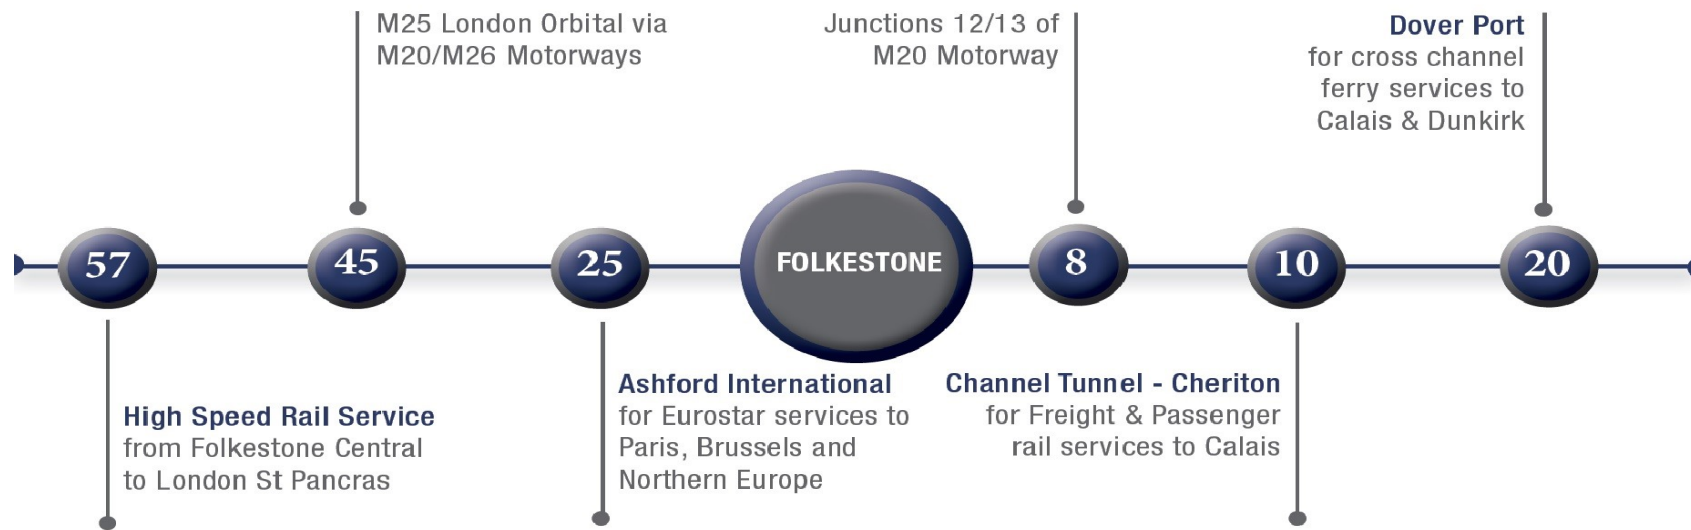 M25 London Orbital via
M20/M26 Motorways
Junctions 12/13 of
M20 Motorway
Dover Port
for cross channel
ferry services to
Calais & Dunkirk
57
45
25
FOLKESTONE
8
10
20
High Speed Rail Service
from Folkestone Central
to London St Pancras
Ashford International
for Eurostar services to
Paris, Brussels and
Northern Europe
Channel Tunnel - Cheriton
for Freight & Passenger
rail services to Calais